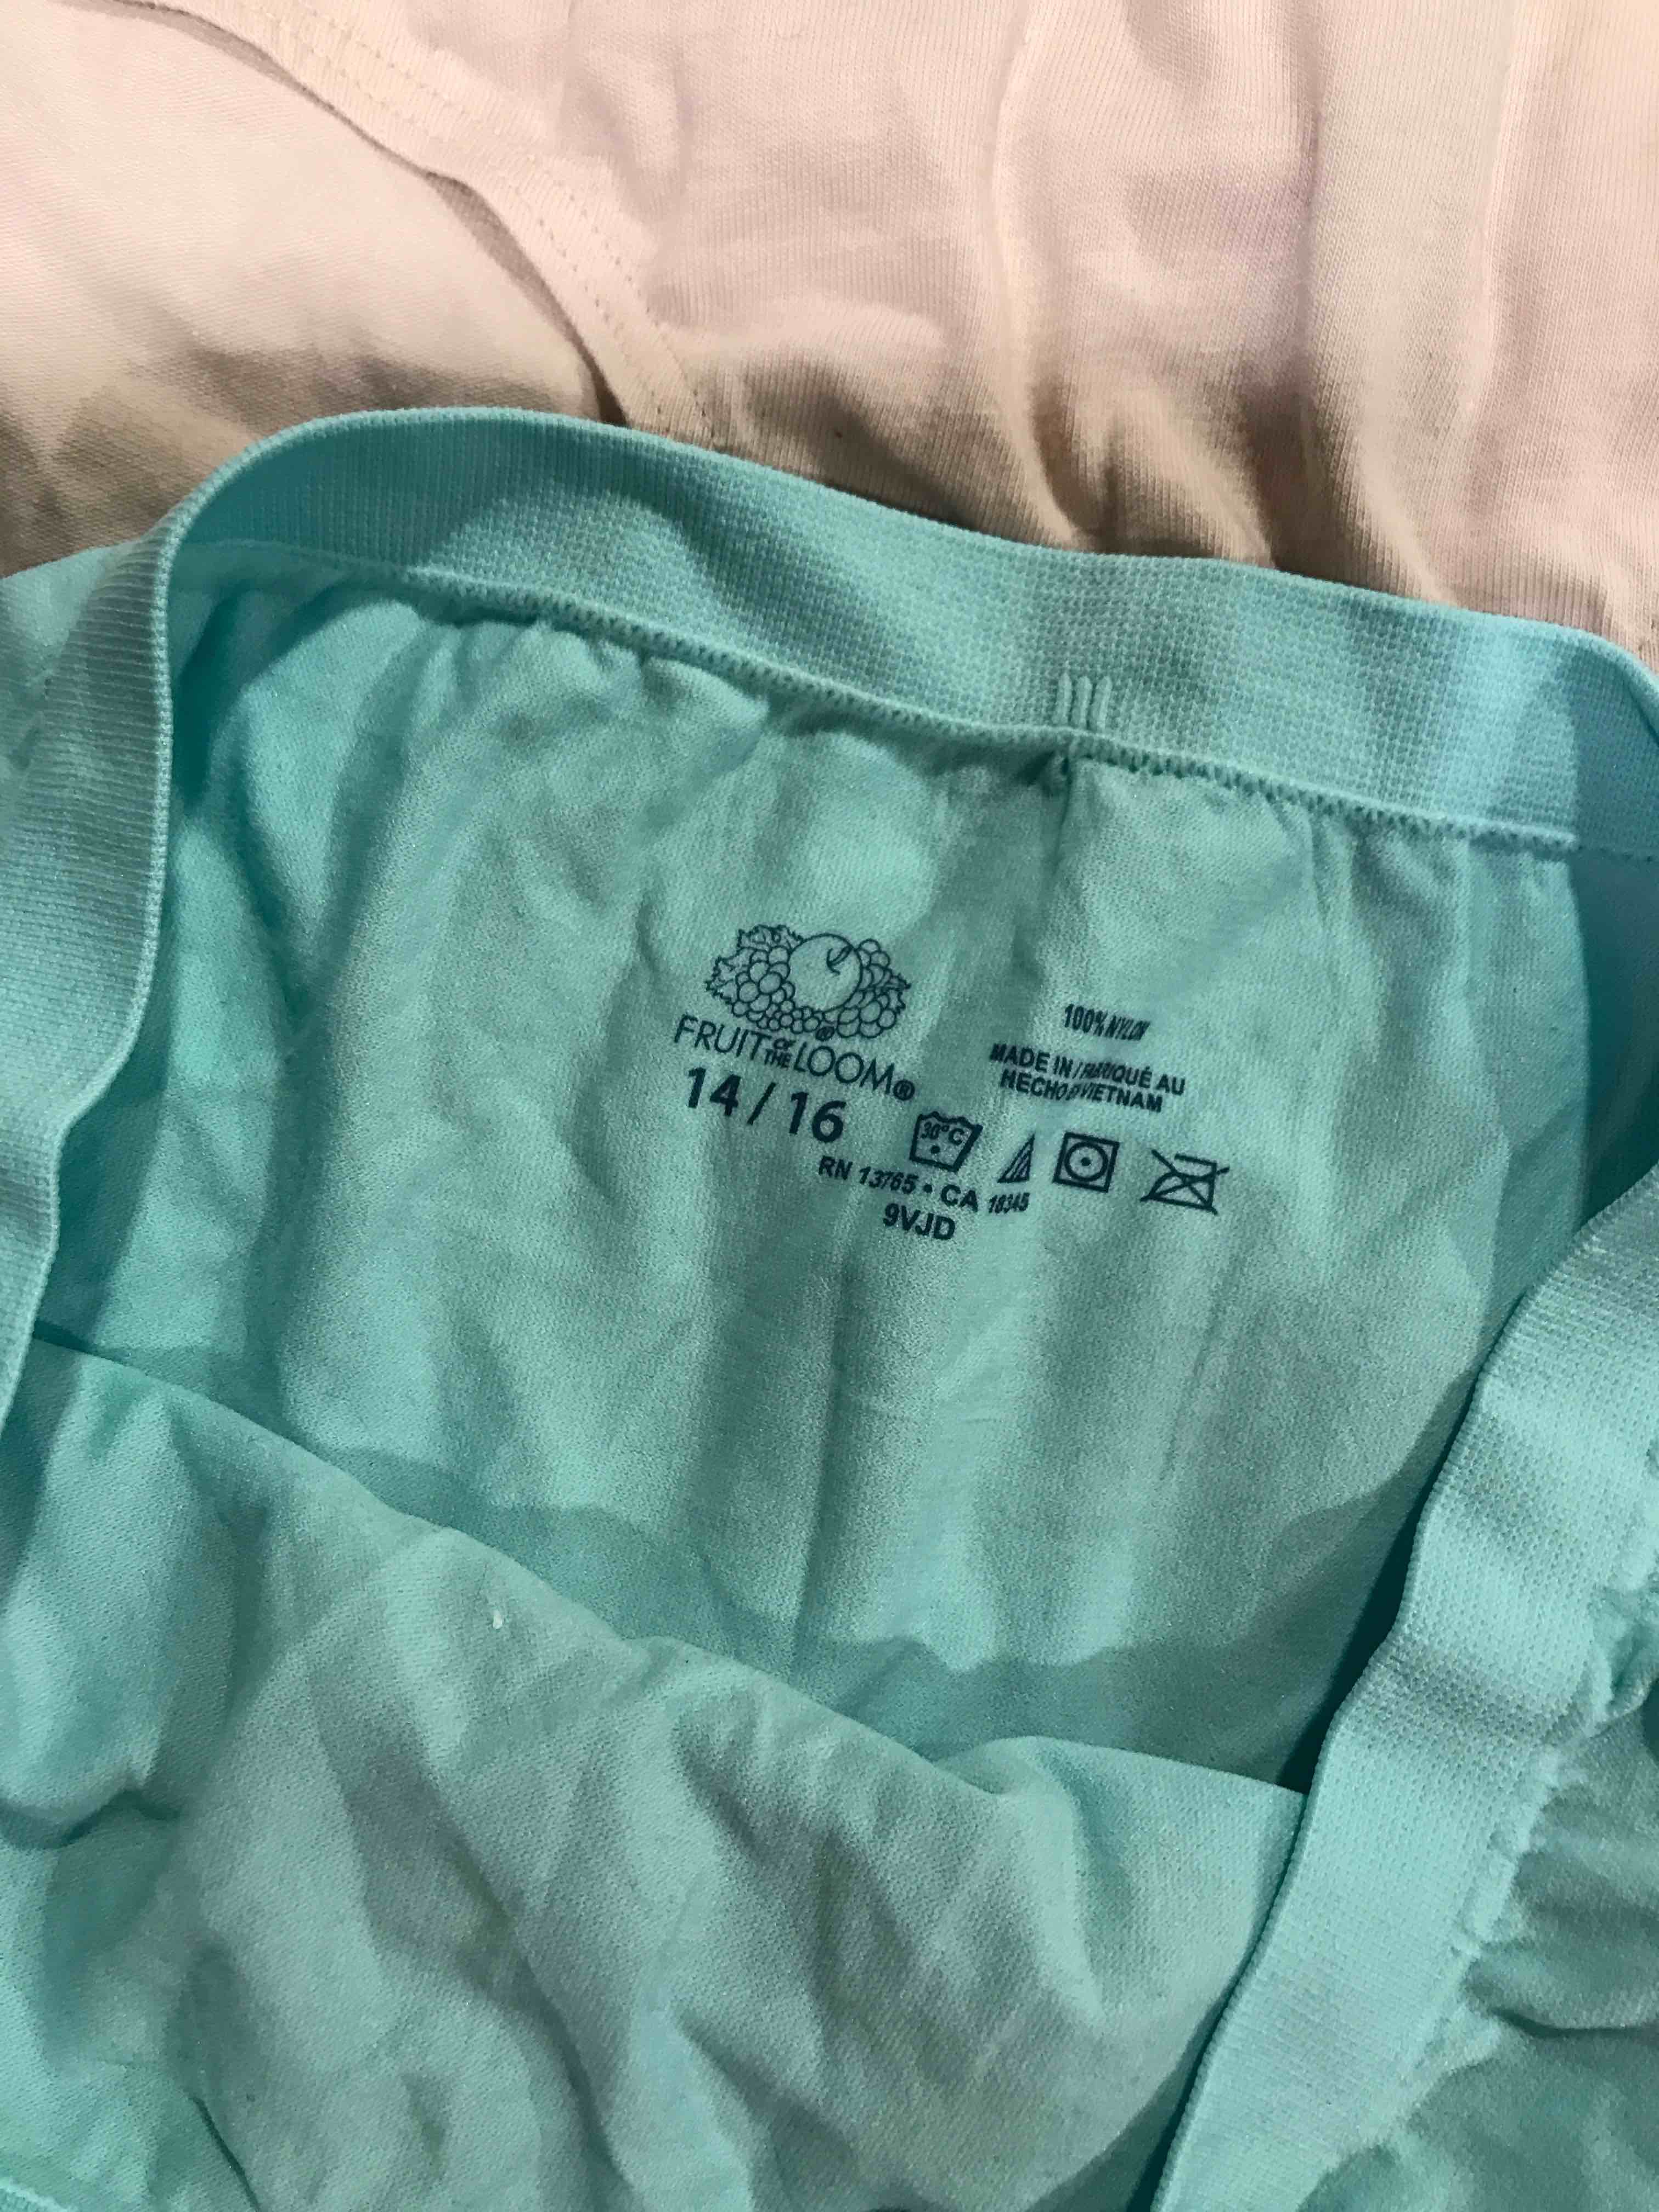 FRUIT OF THE LOOM®
14 / 16
100% NYLON
MADE IN / FABRIQUÉ AU
HECHO EN VIETNAM
30°C
RN 13765 • CA 18345
9VJD